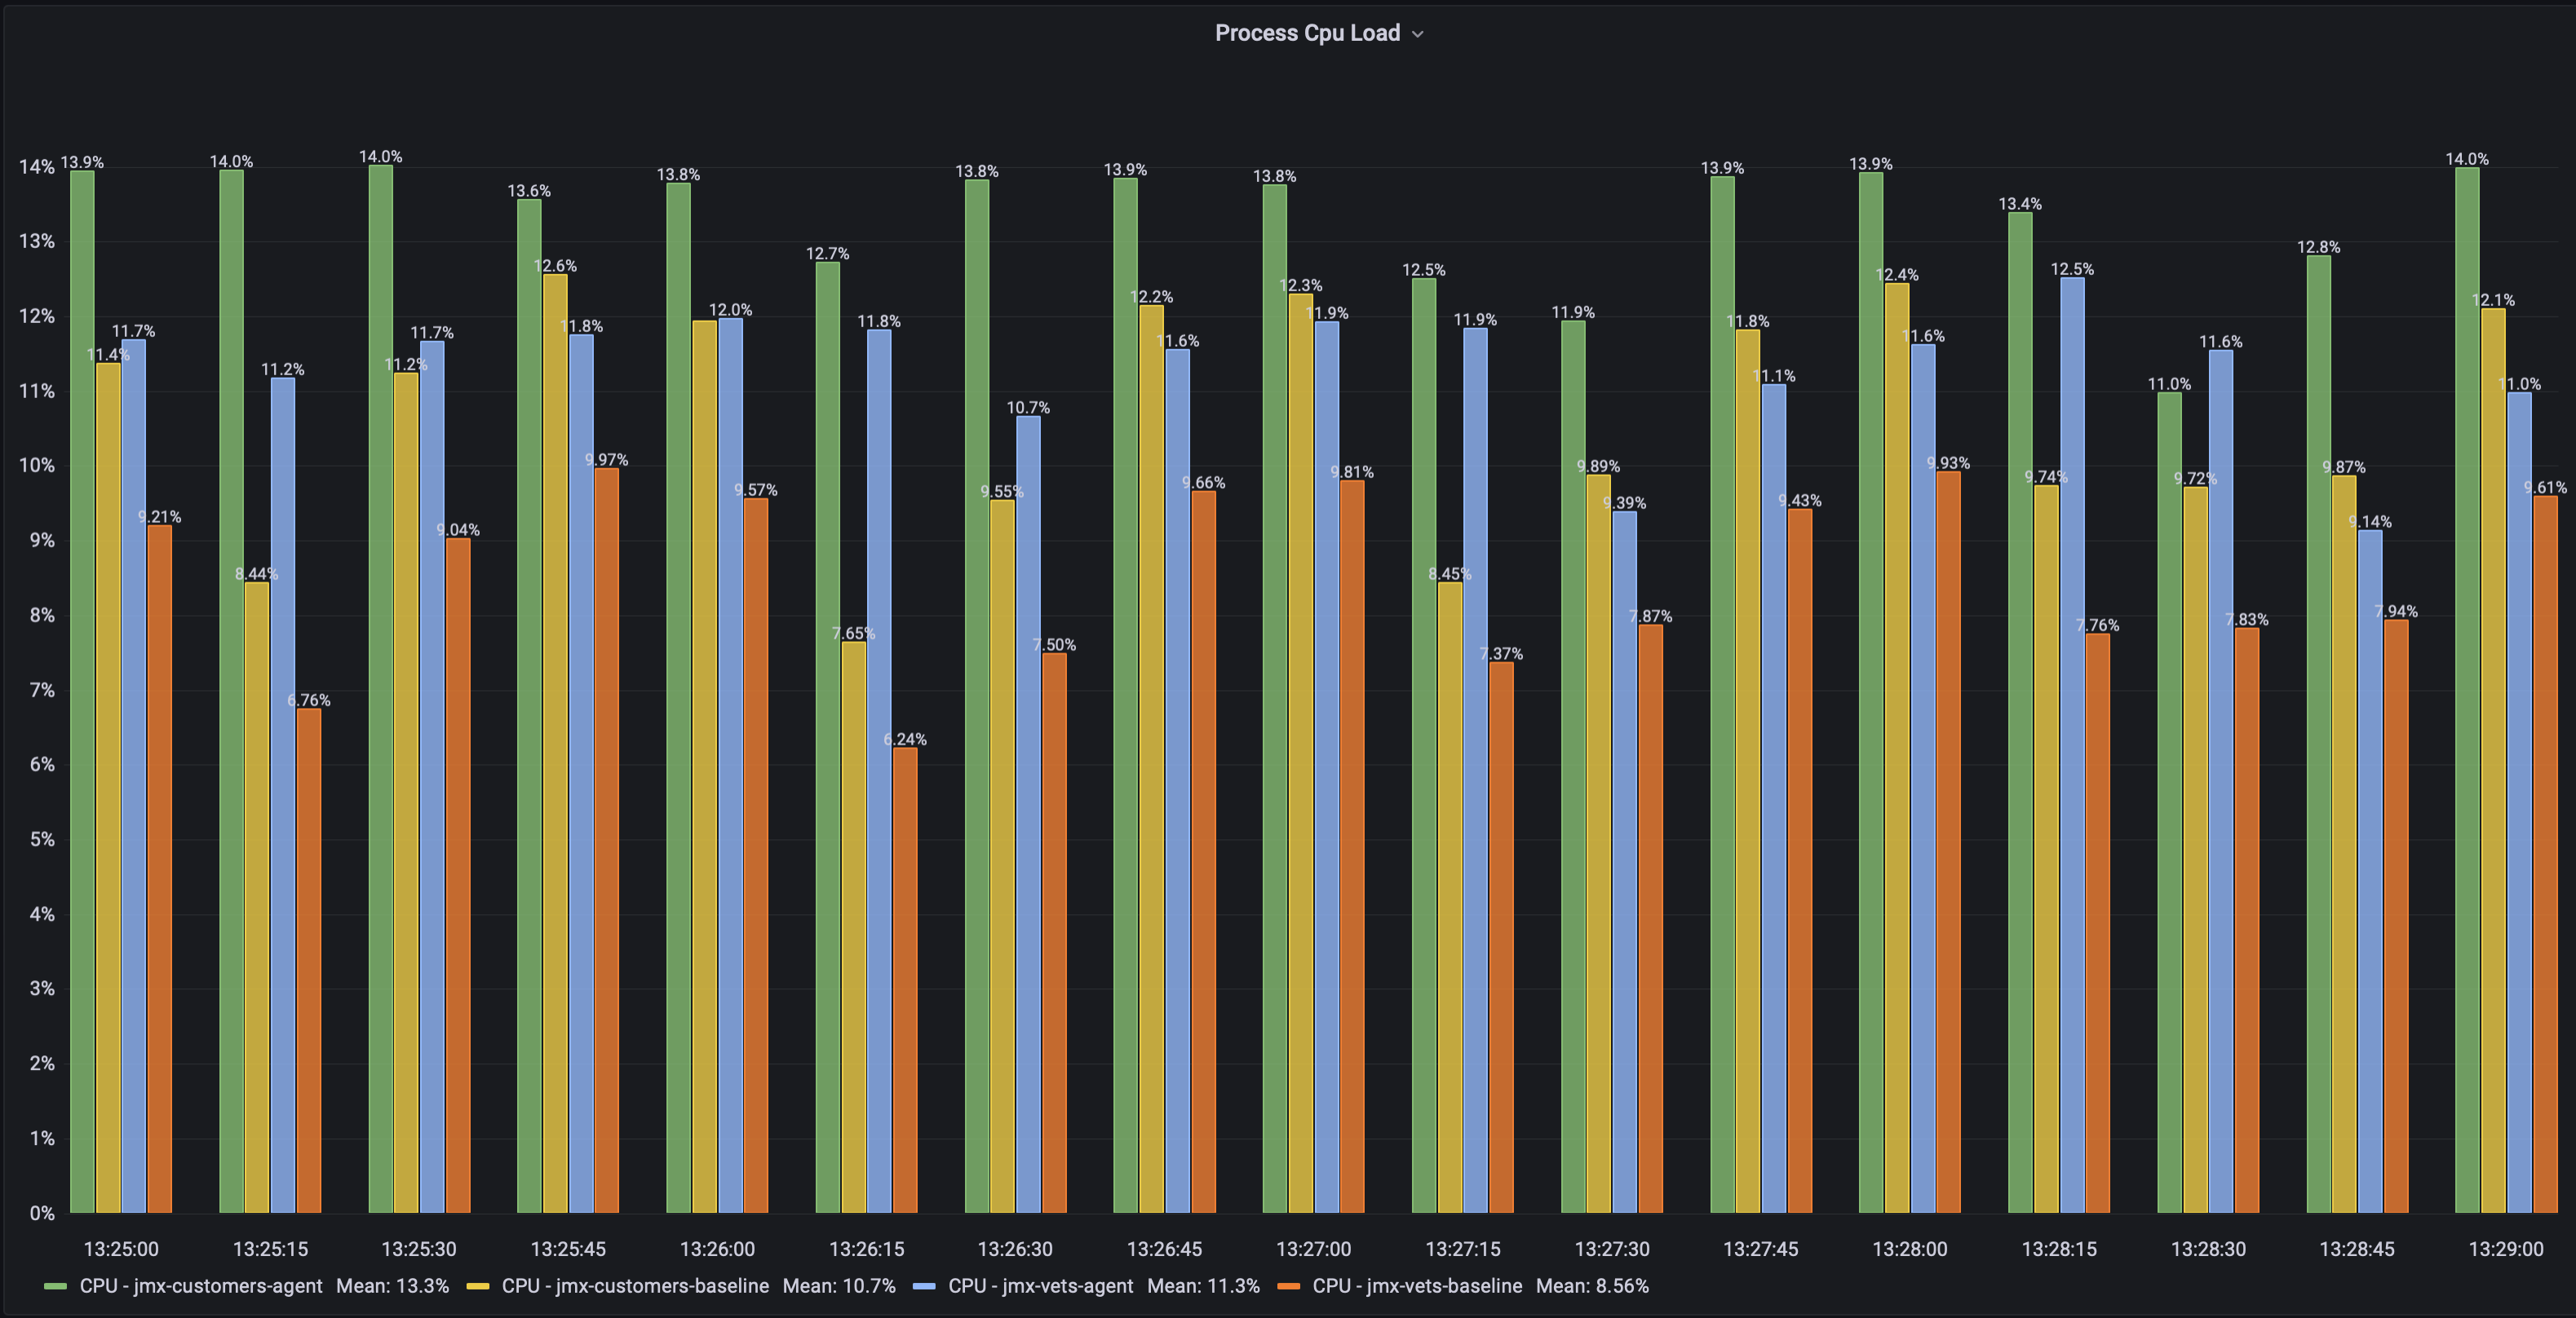 Process Cpu Load
14%
13%
12%
11%
10%
9%
8%
7%
6%
5%
4%
3%
2%
1%
0%
13.9% 11.4% 11.7% 9.21%
14.0% 8.44% 11.2% 6.76%
14.0% 11.2% 11.7% 9.04%
13.6% 12.6% 11.8% 9.97%
13.8% 12.0% 9.57%
12.7% 7.65% 11.8% 6.24%
13.8% 9.55% 10.7% 7.50%
13.9% 12.2% 11.6% 9.66%
13.8% 12.3% 11.9% 9.81%
12.5% 8.45% 11.9% 7.37%
11.9% 9.89% 9.39% 7.87%
13.9% 11.8% 11.1% 9.43%
13.9% 12.4% 11.6% 9.93%
13.4% 9.74% 12.5% 7.76%
11.0% 9.72% 11.6% 7.83%
12.8% 9.87% 9.14% 7.94%
14.0% 12.1% 11.0% 9.61%
13:25:00 13:25:15 13:25:30 13:25:45 13:26:00 13:26:15 13:26:30 13:26:45 13:27:00 13:27:15 13:27:30 13:27:45 13:28:00 13:28:15 13:28:30 13:28:45 13:29:00
CPU - jmx-customers-agent Mean: 13.3% CPU - jmx-customers-baseline Mean: 10.7% CPU - jmx-vets-agent Mean: 11.3% CPU - jmx-vets-baseline Mean: 8.56%